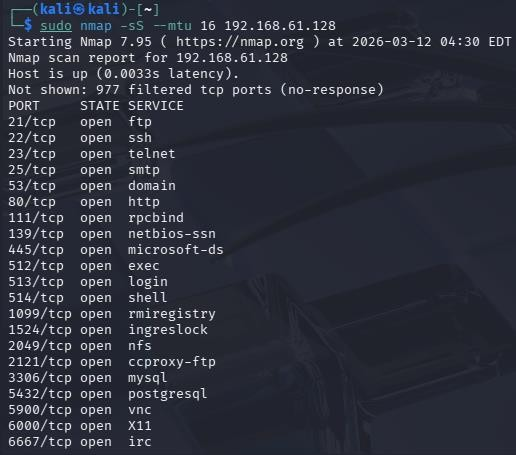 ┌──(kali㉿kali)-[~]
└─$ sudo nmap -sS --mtu 16 192.168.61.128
Starting Nmap 7.95 ( https://nmap.org ) at 2026-03-12 04:30 EDT
Nmap scan report for 192.168.61.128
Host is up (0.0033s latency).
Not shown: 977 filtered tcp ports (no-response)
PORT     STATE SERVICE
21/tcp   open  ftp
22/tcp   open  ssh
23/tcp   open  telnet
25/tcp   open  smtp
53/tcp   open  domain
80/tcp   open  http
111/tcp  open  rpcbind
139/tcp  open  netbios-ssn
445/tcp  open  microsoft-ds
512/tcp  open  exec
513/tcp  open  login
514/tcp  open  shell
1099/tcp open  rmiregistry
1524/tcp open  ingreslock
2049/tcp open  nfs
2121/tcp open  ccproxy-ftp
3306/tcp open  mysql
5432/tcp open  postgresql
5900/tcp open  vnc
6000/tcp open  X11
6667/tcp open  irc